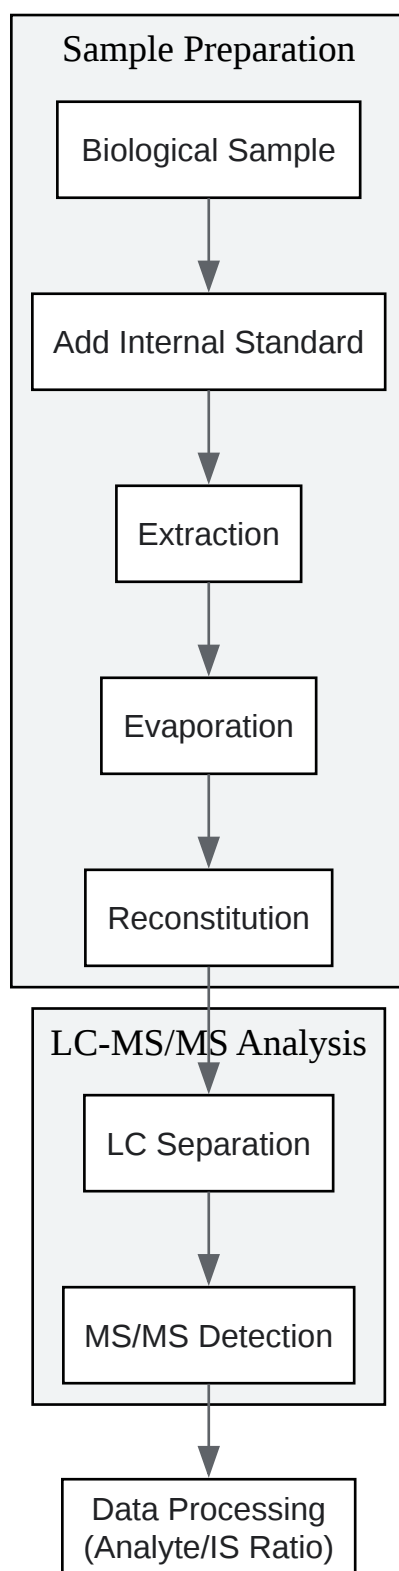 Sample Preparation
Biological Sample
Add Internal Standard
Extraction
Evaporation
Reconstitution
LC-MS/MS Analysis
LC Separation
MS/MS Detection
Data Processing
(Analyte/IS Ratio)